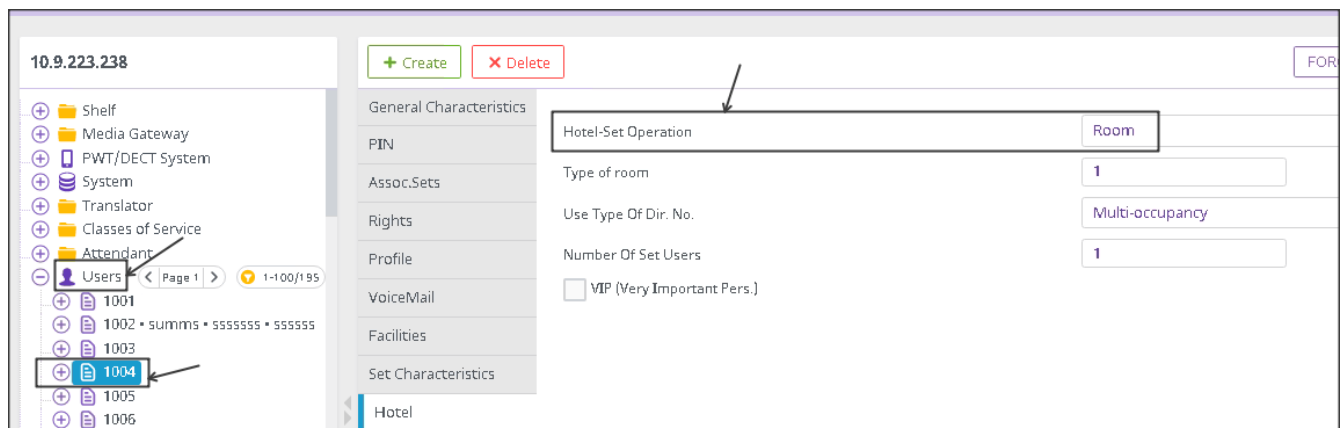 10.9.223.238
Shelf
Media Gateway
PWT/DECT System
System
Translator
Classes of Service
Attendant
Users < Page 1 > 1-100/195
1001
1002 • summs • sssssss • ssssss
1003
1004
1005
1006
+ Create
× Delete
FOR
General Characteristics
PIN
Assoc.Sets
Rights
Profile
VoiceMail
Facilities
Set Characteristics
Hotel
Hotel-Set Operation Room
Type of room 1
Use Type Of Dir. No. Multi-occupancy
Number Of Set Users 1
VIP (Very Important Pers.)